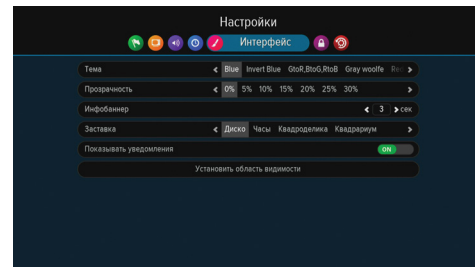 Настройки
Интерфейс
Тема Blue Invert Blue GtoR,BtoG,RtoB Gray woolfe
Прозрачность 0% 5% 10% 15% 20% 25% 30%
Инфобаннер 3 сек
Заставка Диско Часы Квадроделика Квадрариум
Показывать уведомления ON
Установить область видимости